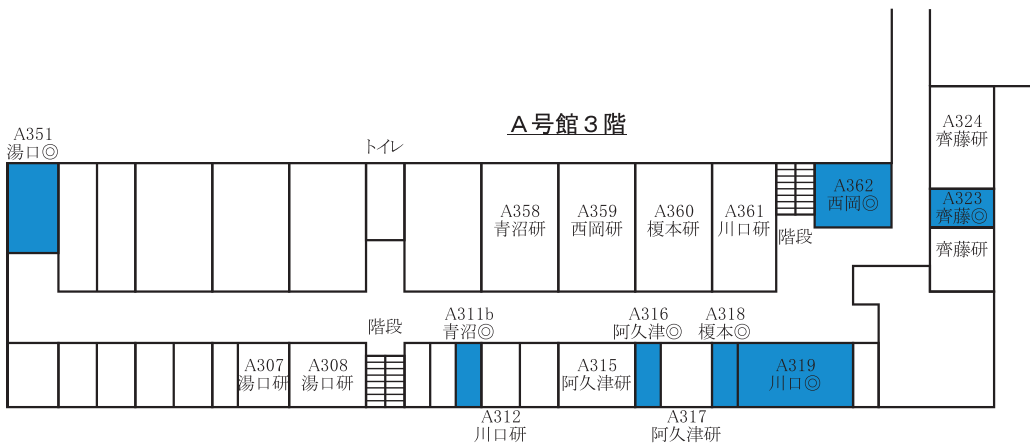 A号館3階
A351
湯口◎
トイレ
A324
齊藤研
A362
西岡◎
A323
齊藤◎
A358
青沼研
A359
西岡研
A360
榎本研
A361
川口研
階段
齊藤研
階段
A311b
青沼◎
A316
阿久津◎
A318
榎本◎
A307
湯口研
A308
湯口研
A315
阿久津研
A319
川口◎
A312
川口研
A317
阿久津研